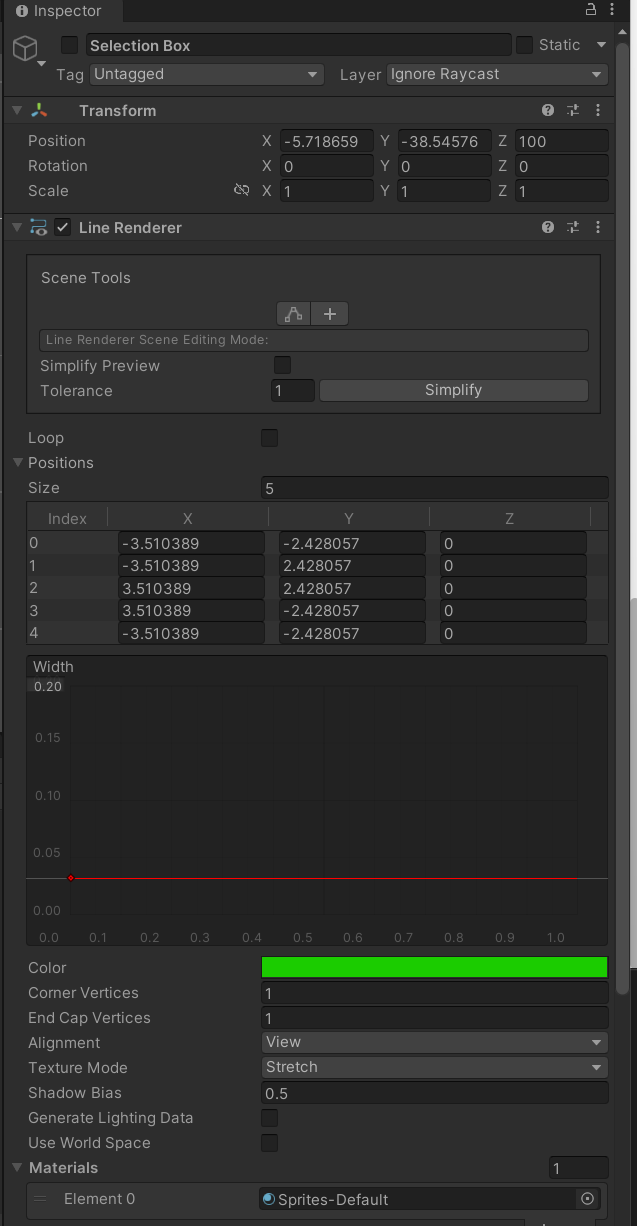 Inspector
Selection Box Static
Tag Untagged Layer Ignore Raycast
Transform
Position X -5.718659 Y -38.54576 Z 100
Rotation X 0 Y 0 Z 0
Scale X 1 Y 1 Z 1
Line Renderer
Scene Tools
Line Renderer Scene Editing Mode:
Simplify Preview
Tolerance 1 Simplify
Loop
Positions
Size 5
Index X Y Z
0 -3.510389 -2.428057 0
1 -3.510389 2.428057 0
2 3.510389 2.428057 0
3 3.510389 -2.428057 0
4 -3.510389 -2.428057 0
Width
0.20
0.15
0.10
0.05
0.00
0.0 0.1 0.2 0.3 0.4 0.5 0.6 0.7 0.8 0.9 1.0
Color
Corner Vertices 1
End Cap Vertices 1
Alignment View
Texture Mode Stretch
Shadow Bias 0.5
Generate Lighting Data
Use World Space
Materials 1
Element 0 Sprites-Default